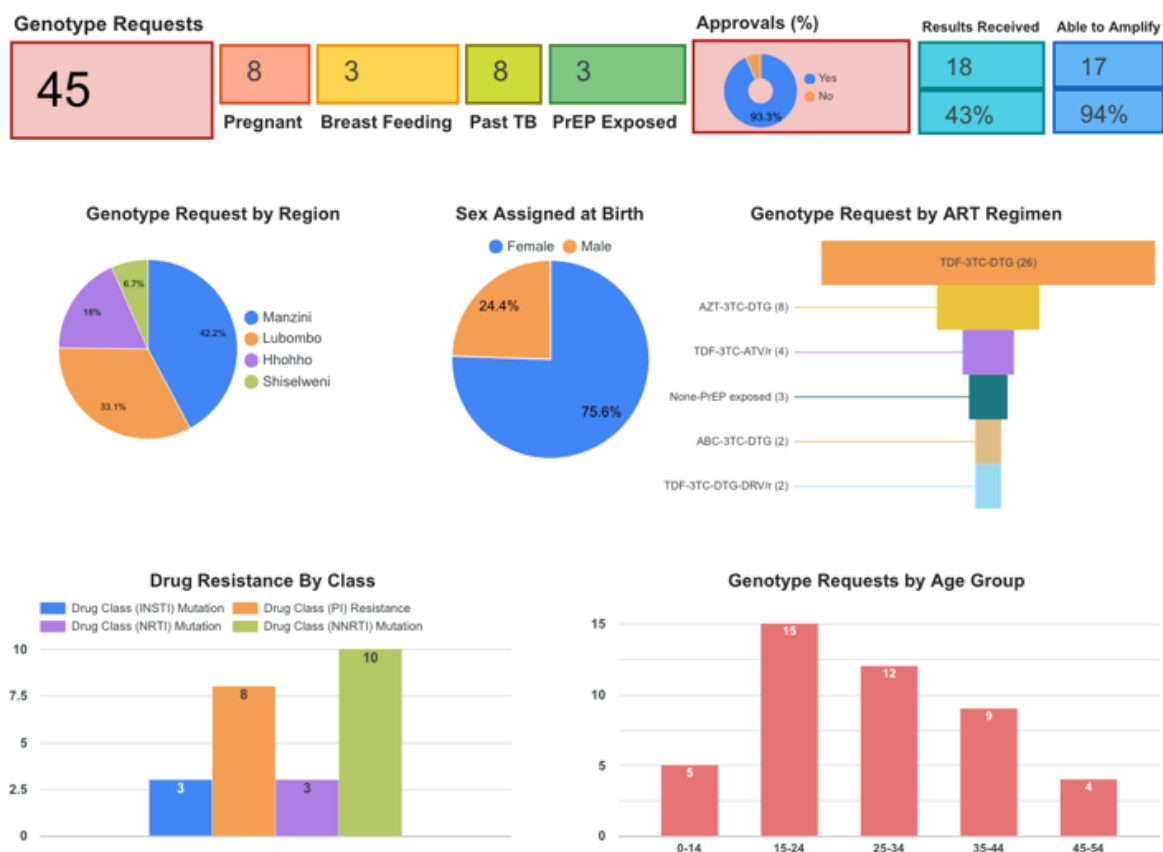 Genotype Requests
45
8
Pregnant
3
Breast Feeding
8
Past TB
3
PrEP Exposed
Approvals (%)
Yes
No
93.3%
Results Received
18
43%
Able to Amplify
17
94%
Genotype Request by Region
6.7%
18%
42.2%
33.1%
Manzini
Lubombo
Hhohho
Shiselweni
Sex Assigned at Birth
Female
Male
24.4%
75.6%
Genotype Request by ART Regimen
TDF-3TC-DTG (26)
AZT-3TC-DTG (8)
TDF-3TC-ATV/r (4)
None-PrEP exposed (3)
ABC-3TC-DTG (2)
TDF-3TC-DTG-DRV/r (2)
Drug Resistance By Class
Drug Class (INSTI) Mutation
Drug Class (PI) Resistance
Drug Class (NRTI) Mutation
Drug Class (NNRTI) Mutation
10
7.5
5
2.5
0
3
8
3
10
Genotype Requests by Age Group
15
10
5
0
5
15
12
9
4
0-14
15-24
25-34
35-44
45-54